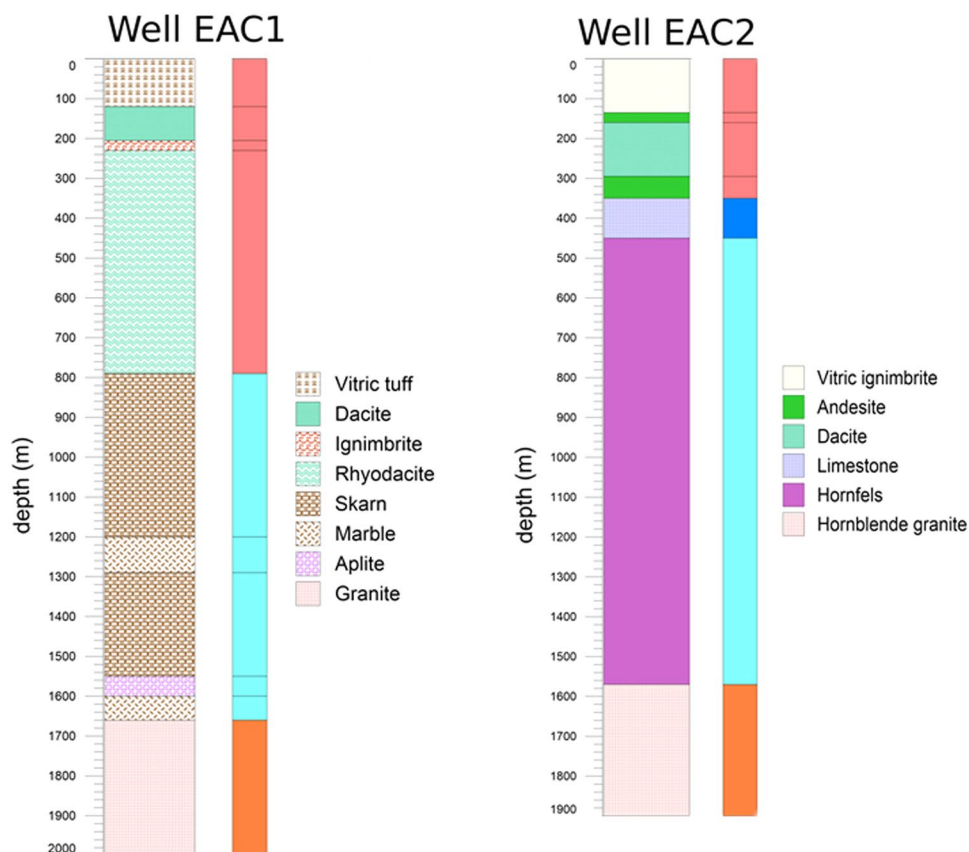 Well EAC1
0
100
200
300
400
500
600
700
800
900
1000
1100
1200
1300
1400
1500
1600
1700
1800
1900
2000
depth (m)
Vitric tuff
Dacite
Ignimbrite
Rhyodacite
Skarn
Marble
Aplite
Granite
Well EAC2
0
100
200
300
400
500
600
700
800
900
1000
1100
1200
1300
1400
1500
1600
1700
1800
1900
depth (m)
Vitric ignimbrite
Andesite
Dacite
Limestone
Hornfels
Hornblende granite